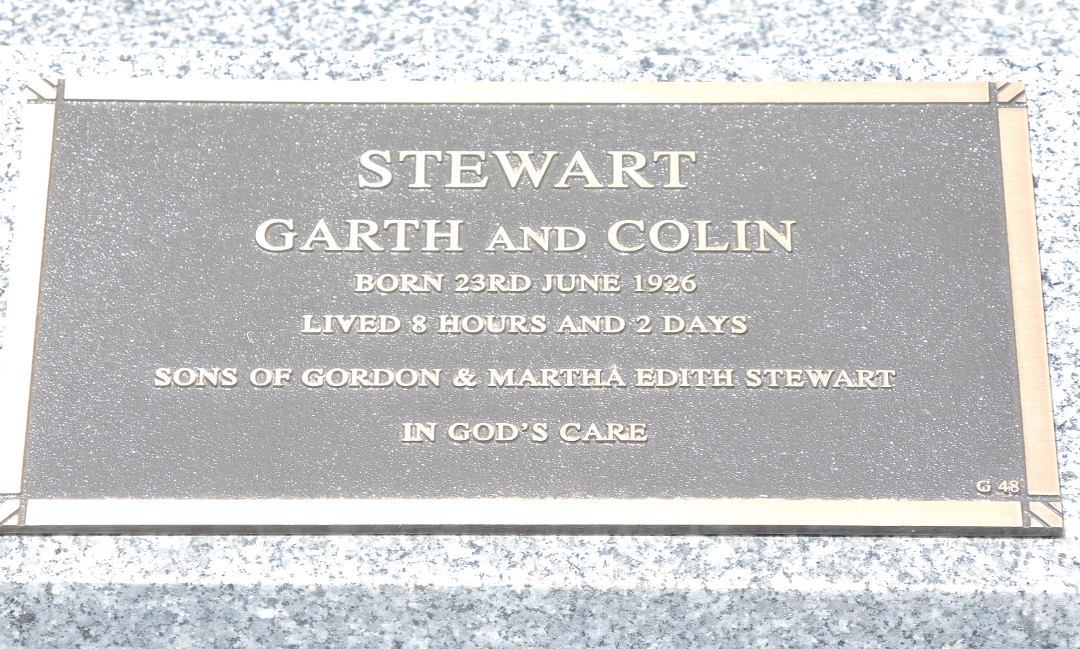 STEWART
GARTH AND COLIN
BORN 23RD JUNE 1926
LIVED 8 HOURS AND 2 DAYS
SONS OF GORDON & MARTHA EDITH STEWART
IN GOD'S CARE
G 48